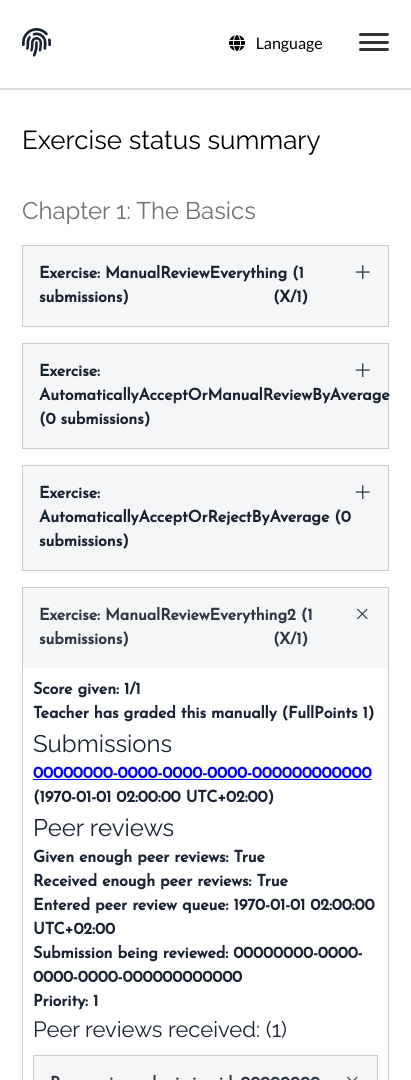 Language
Exercise status summary
Chapter 1: The Basics
Exercise: ManualReviewEverything (1
submissions) (X/1)
Exercise:
AutomaticallyAcceptOrManualReviewByAverage
(0 submissions)
Exercise:
AutomaticallyAcceptOrRejectByAverage (0
submissions)
Exercise: ManualReviewEverything2 (1
submissions) (X/1)
Score given: 1/1
Teacher has graded this manually (FullPoints 1)
Submissions
00000000-0000-0000-0000-000000000000
(1970-01-01 02:00:00 UTC+02:00)
Peer reviews
Given enough peer reviews: True
Received enough peer reviews: True
Entered peer review queue: 1970-01-01 02:00:00
UTC+02:00
Submission being reviewed: 00000000-0000-
0000-0000-000000000000
Priority: 1
Peer reviews received: (1)